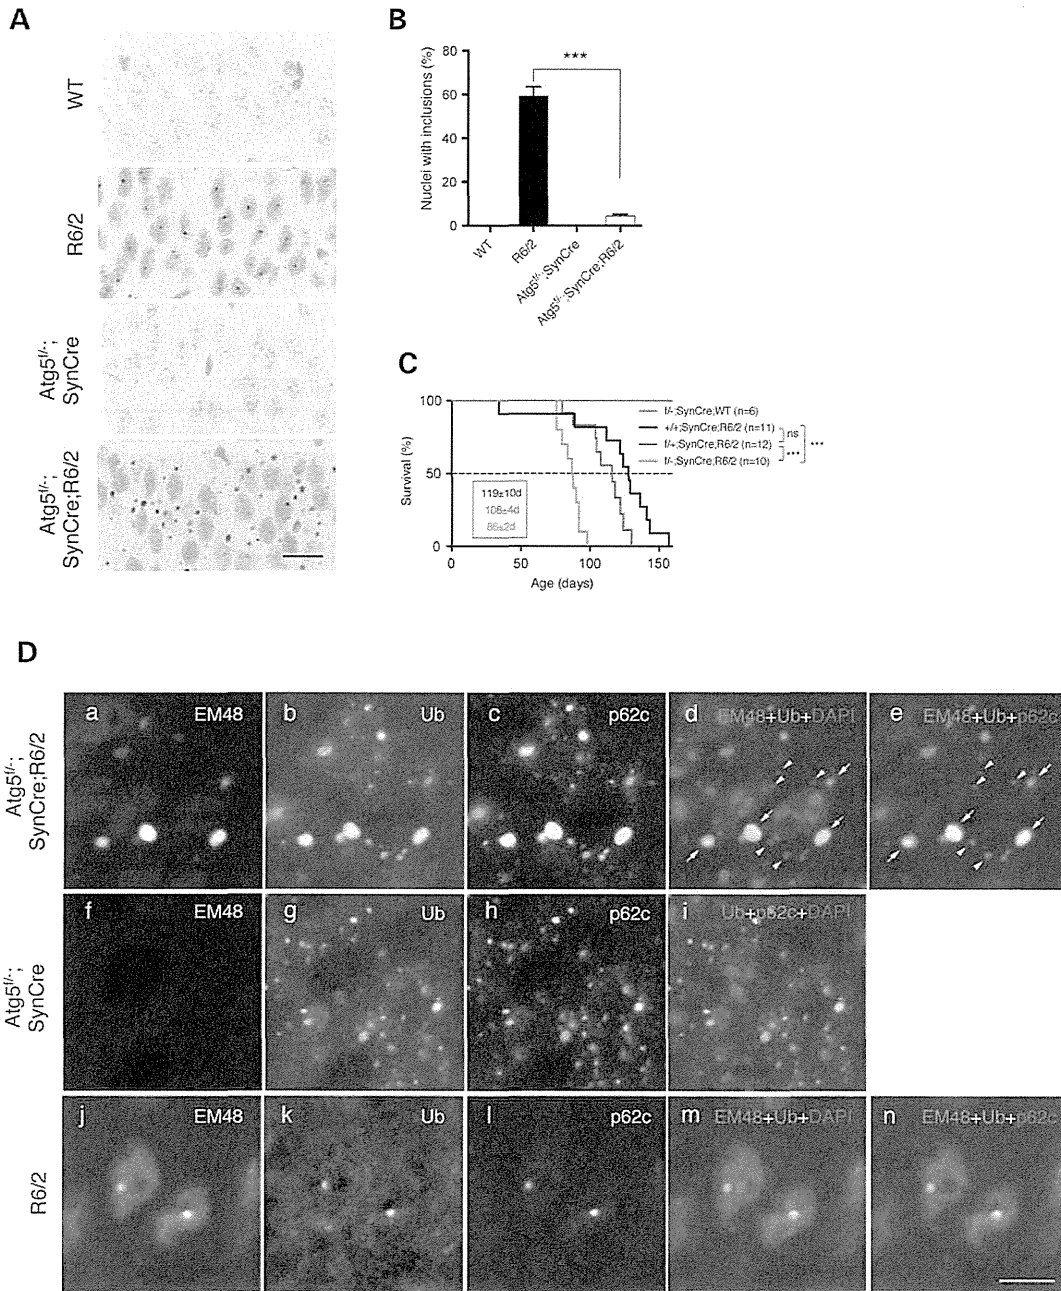 A
WT
R6/2
Atg5f/-;
SynCre
Atg5f/-;
SynCre;R6/2
B
Nuclei with inclusions (%)
80
60
40
20
0
***
WT
R6/2
Atg5f/-;SynCre
Atg5f/-;SynCre;R6/2
C
Survival (%)
100
50
0
f/-;SynCre;WT (n=6)
+/+;SynCre;R6/2 (n=11)
f/+;SynCre;R6/2 (n=12)
f/-;SynCre;R6/2 (n=10)
ns
***
***
119±10d
108±4d
86±2d
0
50
100
150
Age (days)
D
Atg5f/-;
SynCre;R6/2
a
EM48
b
Ub
c
p62c
d
EM48+Ub+DAPI
e
EM48+Ub+p62c
Atg5f/-;
SynCre
f
EM48
g
Ub
h
p62c
i
Ub+p62c+DAPI
R6/2
j
EM48
k
Ub
l
p62c
m
EM48+Ub+DAPI
n
EM48+Ub+p62c